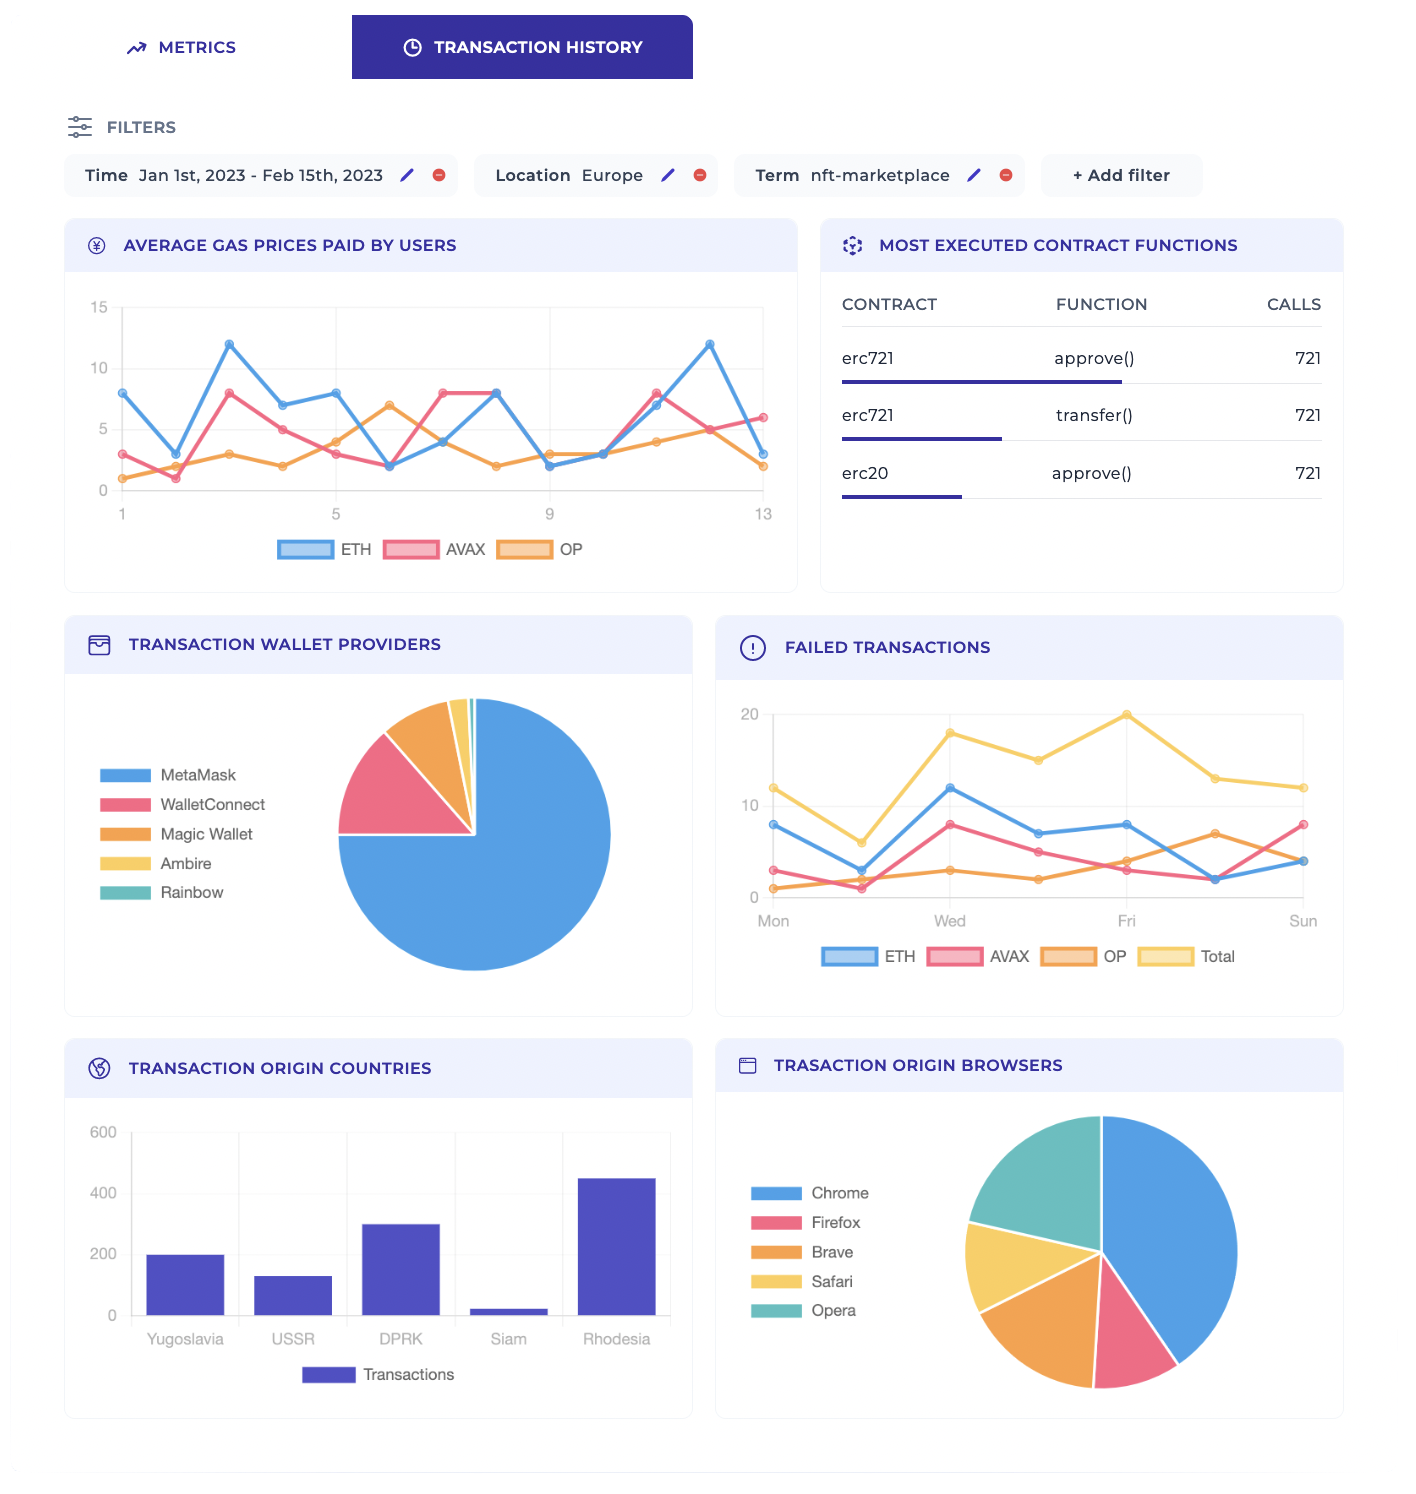 METRICS
TRANSACTION HISTORY
FILTERS
Time Jan 1st, 2023 - Feb 15th, 2023
Location Europe
Term nft-marketplace
+ Add filter
AVERAGE GAS PRICES PAID BY USERS
15
10
5
0
1 5 9 13
ETH AVAX OP
MOST EXECUTED CONTRACT FUNCTIONS
CONTRACT FUNCTION CALLS
erc721 approve() 721
erc721 transfer() 721
erc20 approve() 721
TRANSACTION WALLET PROVIDERS
MetaMask
WalletConnect
Magic Wallet
Ambire
Rainbow
FAILED TRANSACTIONS
20
10
0
Mon Wed Fri Sun
ETH AVAX OP Total
TRANSACTION ORIGIN COUNTRIES
600
400
200
0
Yugoslavia USSR DPRK Siam Rhodesia
Transactions
TRASACTION ORIGIN BROWSERS
Chrome
Firefox
Brave
Safari
Opera